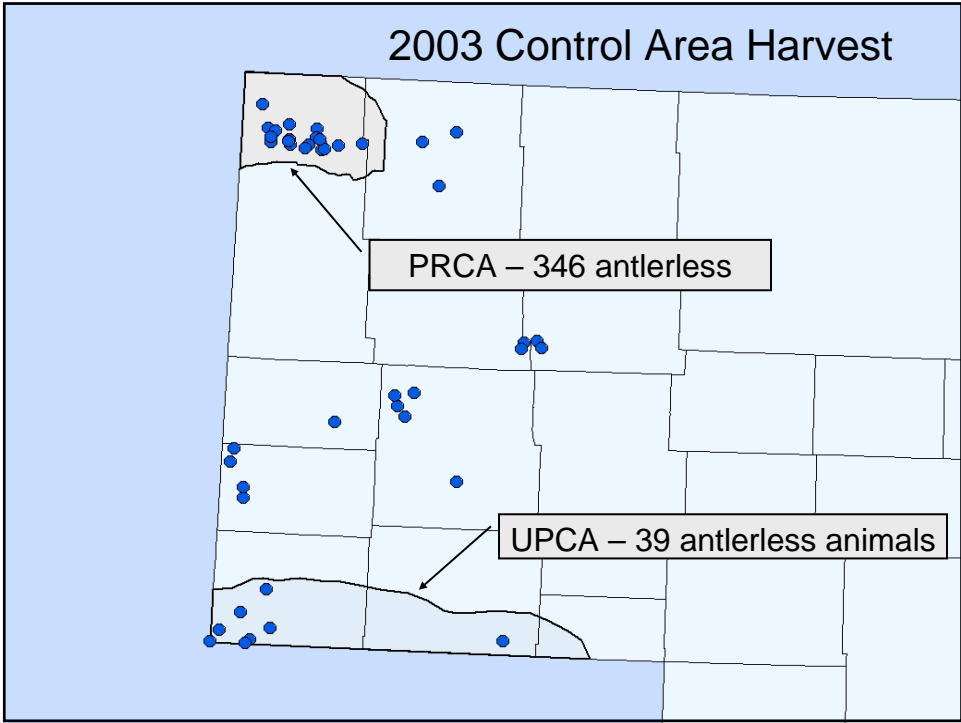 2003 Control Area Harvest
PRCA – 346 antlerless
UPCA – 39 antlerless animals